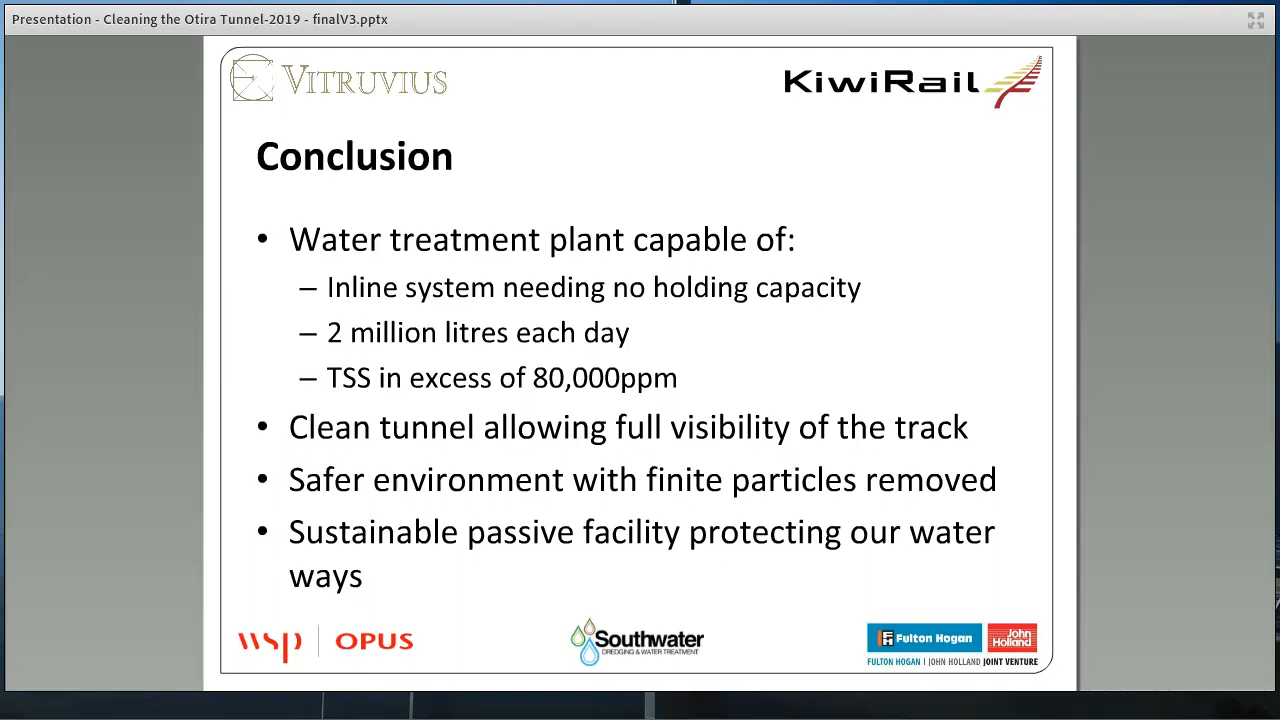 Presentation - Cleaning the Otira Tunnel-2019 - finalV3.pptx
VITRUVIUS
KiwiRail
Conclusion
• Water treatment plant capable of:
– Inline system needing no holding capacity
– 2 million litres each day
– TSS in excess of 80,000ppm
• Clean tunnel allowing full visibility of the track
• Safer environment with finite particles removed
• Sustainable passive facility protecting our water
ways
wsp OPUS
Southwater
DREDGING & WATER TREATMENT
Fulton Hogan
John
Holland
FULTON HOGAN | JOHN HOLLAND JOINT VENTURE